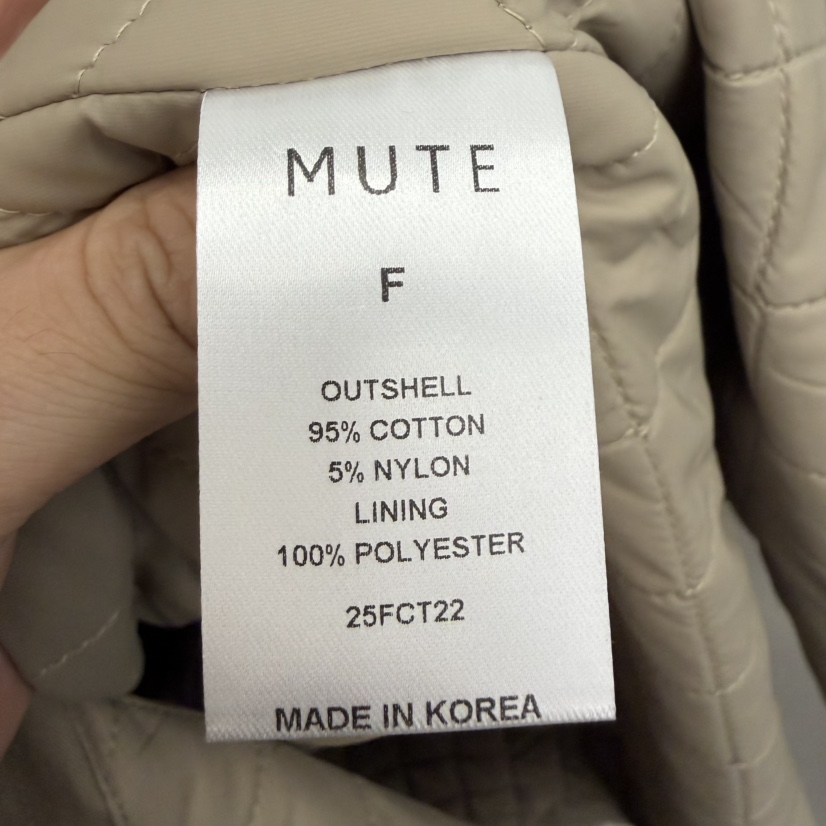 MUTE
F
OUTSHELL
95% COTTON
5% NYLON
LINING
100% POLYESTER
25FCT22
MADE IN KOREA